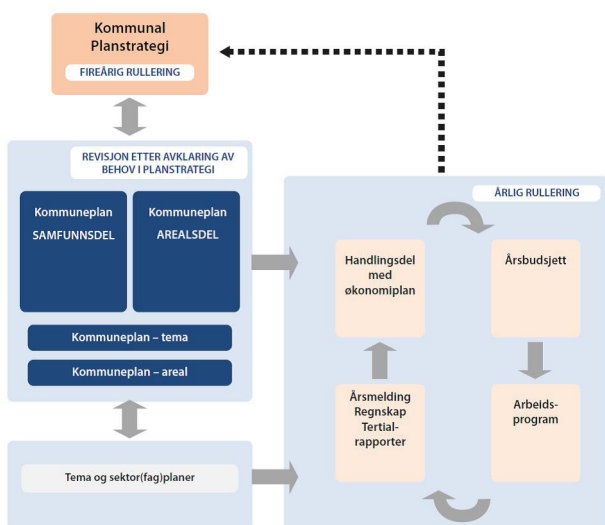 Kommunal
Planstrategi
FIREÅRIG RULLERING
REVISJON ETTER AVKLARING AV
BEHOV I PLANSTRATEGI
Kommuneplan
SAMFUNNSDEL
Kommuneplan
AREALSDEL
Kommuneplan – tema
Kommuneplan – areal
Tema og sektor(fag)planer
ÅRLIG RULLERING
Handlingsdel
med
økonomiplan
Årsbudsjett
Årsmelding
Regnskap
Tertial-
rapporter
Arbeids-
program